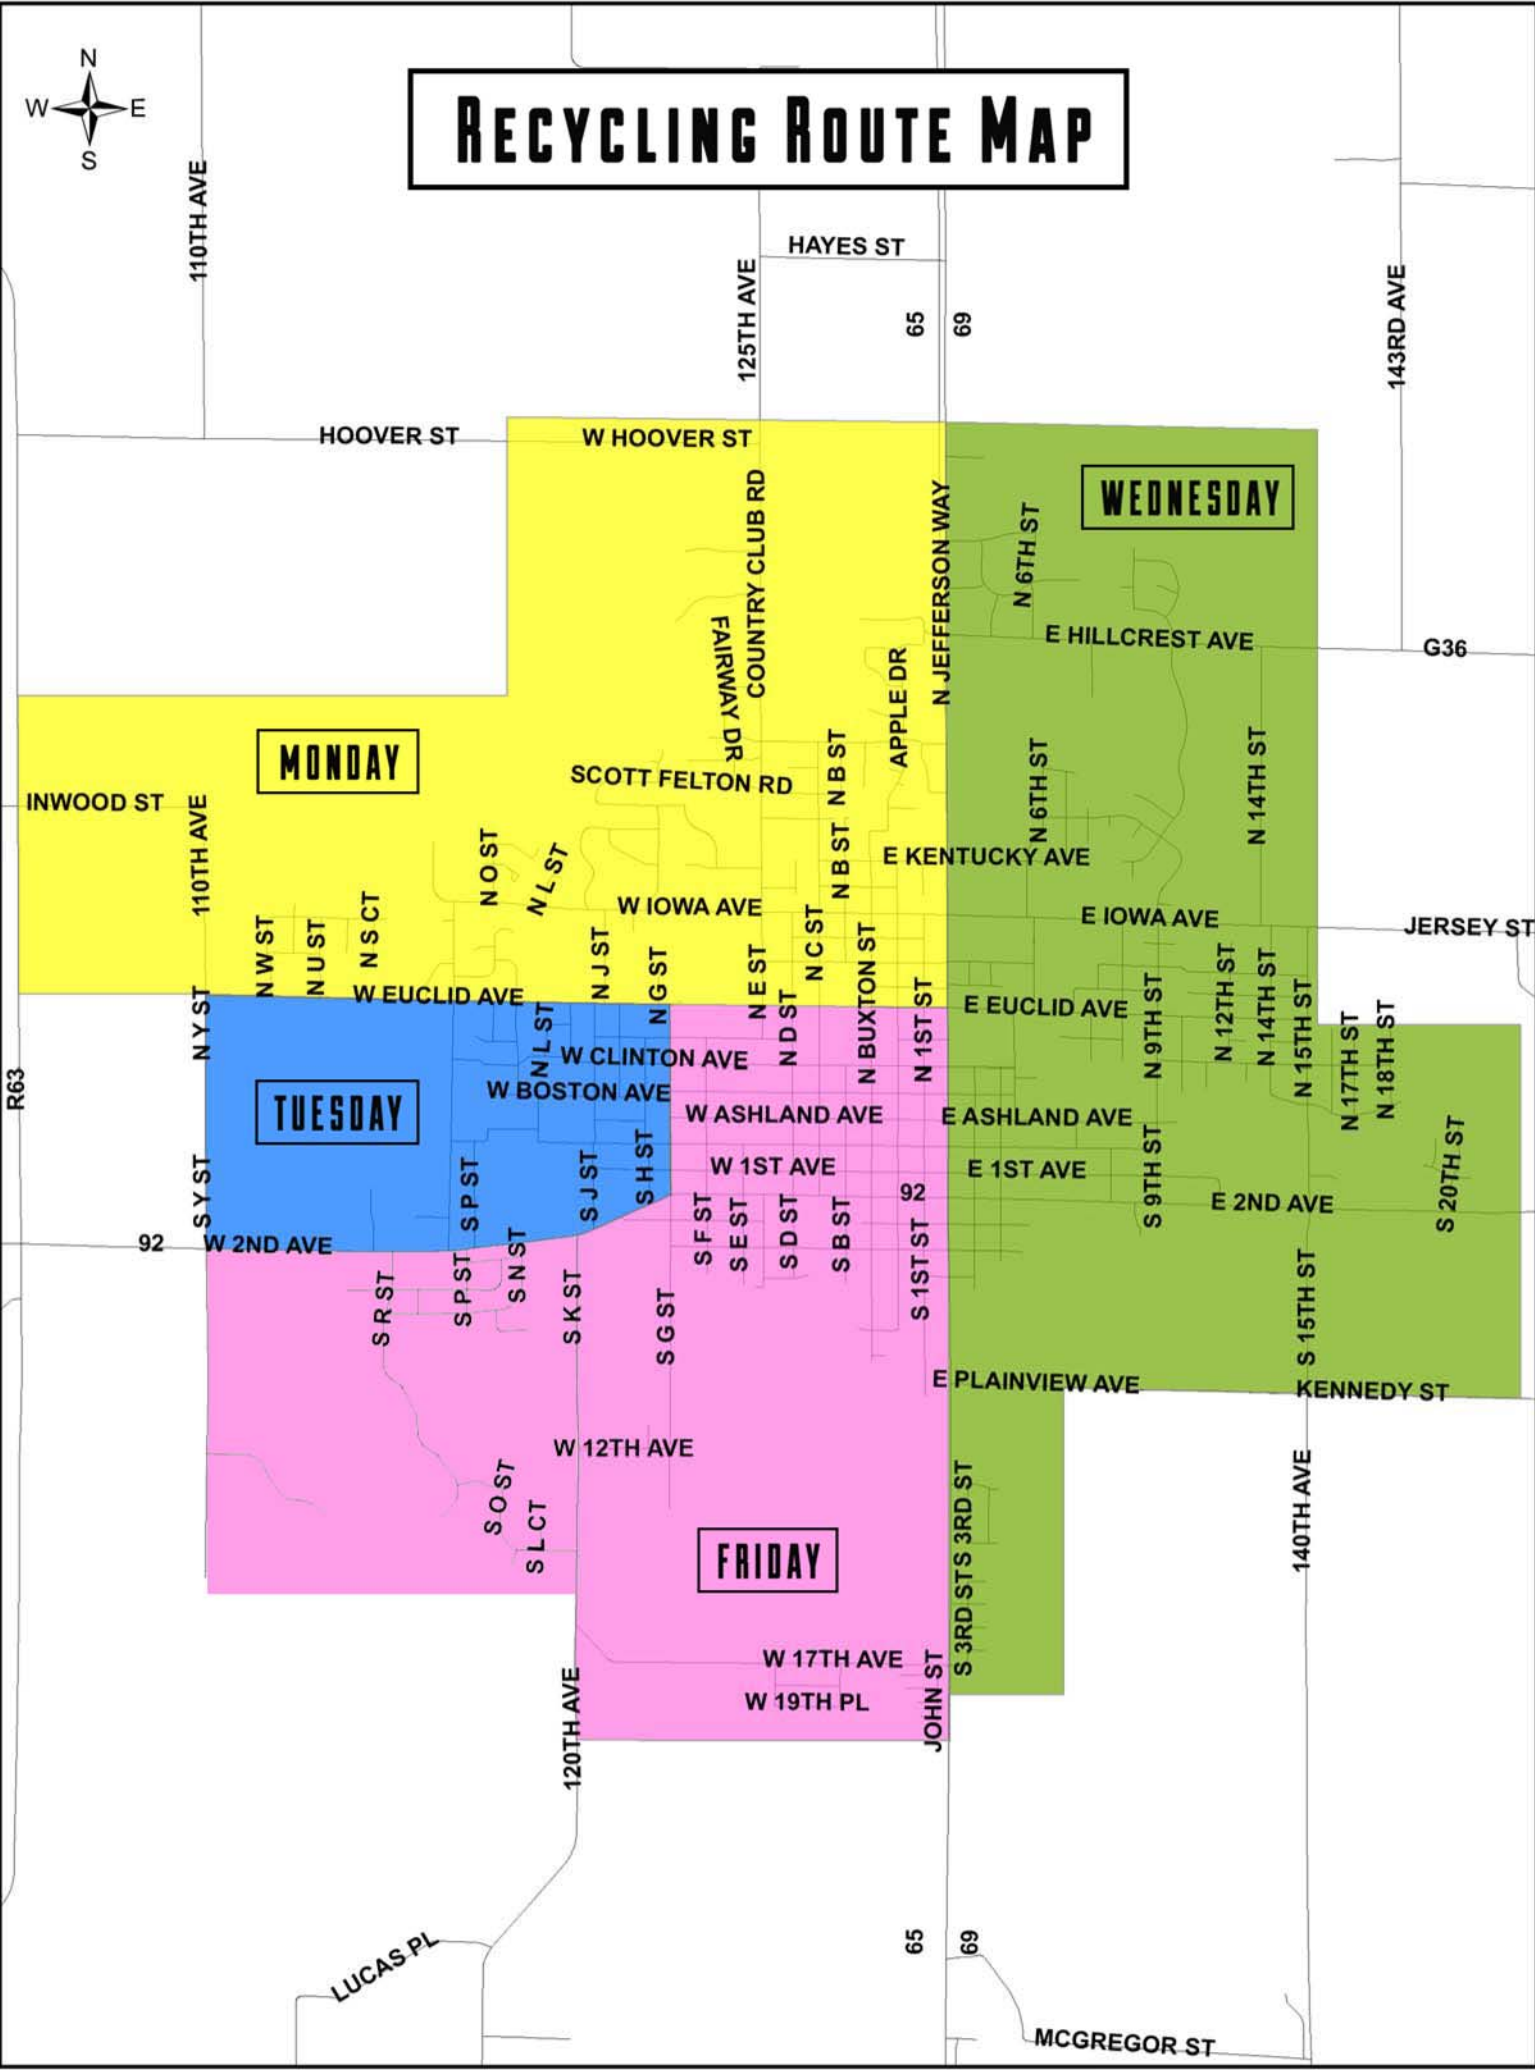 N
W E
S
RECYCLING ROUTE MAP
110TH AVE
HAYES ST
125TH AVE
65
69
143RD AVE
HOOVER ST
W HOOVER ST
COUNTRY CLUB RD
N JEFFERSON WAY
WEDNESDAY
N 6TH ST
E HILLCREST AVE
G36
FAIRWAY DR
APPLE DR
MONDAY
SCOTT FELTON RD
N B ST
N 6TH ST
N 14TH ST
INWOOD ST
110TH AVE
N O ST
N L ST
N B ST
E KENTUCKY AVE
W IOWA AVE
E IOWA AVE
JERSEY ST
N W ST
N U ST
N S CT
N J ST
N G ST
N E ST
N C ST
N BUXTON ST
N 1ST ST
W EUCLID AVE
E EUCLID AVE
N Y ST
N L ST
N D ST
N 9TH ST
N 12TH ST
N 14TH ST
N 15TH ST
N 17TH ST
N 18TH ST
R63
W CLINTON AVE
W BOSTON AVE
TUESDAY
W ASHLAND AVE
E ASHLAND AVE
W 1ST AVE
E 1ST AVE
S Y ST
S P ST
S J ST
S H ST
92
S 9TH ST
E 2ND AVE
S 20TH ST
92
W 2ND AVE
S F ST
S E ST
S D ST
S B ST
S 1ST ST
S R ST
S P ST
S N ST
S K ST
S G ST
S 15TH ST
E PLAINVIEW AVE
KENNEDY ST
W 12TH AVE
S O ST
S L CT
FRIDAY
S 3RD ST
S 3RD ST
140TH AVE
W 17TH AVE
W 19TH PL
JOHN ST
120TH AVE
LUCAS PL
65
69
MCGREGOR ST